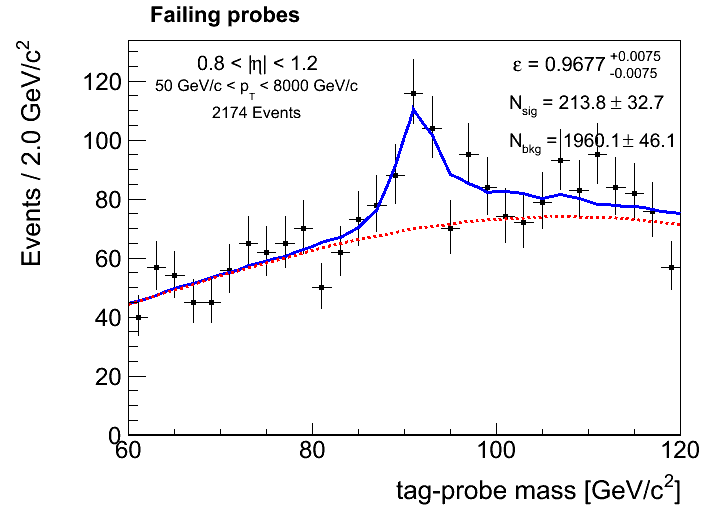 Failing probes
0.8 < |η| < 1.2
50 GeV/c < p_T < 8000 GeV/c
2174 Events
ε = 0.9677 +0.0075 -0.0075
N_sig = 213.8 ± 32.7
N_bkg = 1960.1 ± 46.1
Events / 2.0 GeV/c²
120
100
80
60
40
20
0
60 80 100 120
tag-probe mass [GeV/c²]